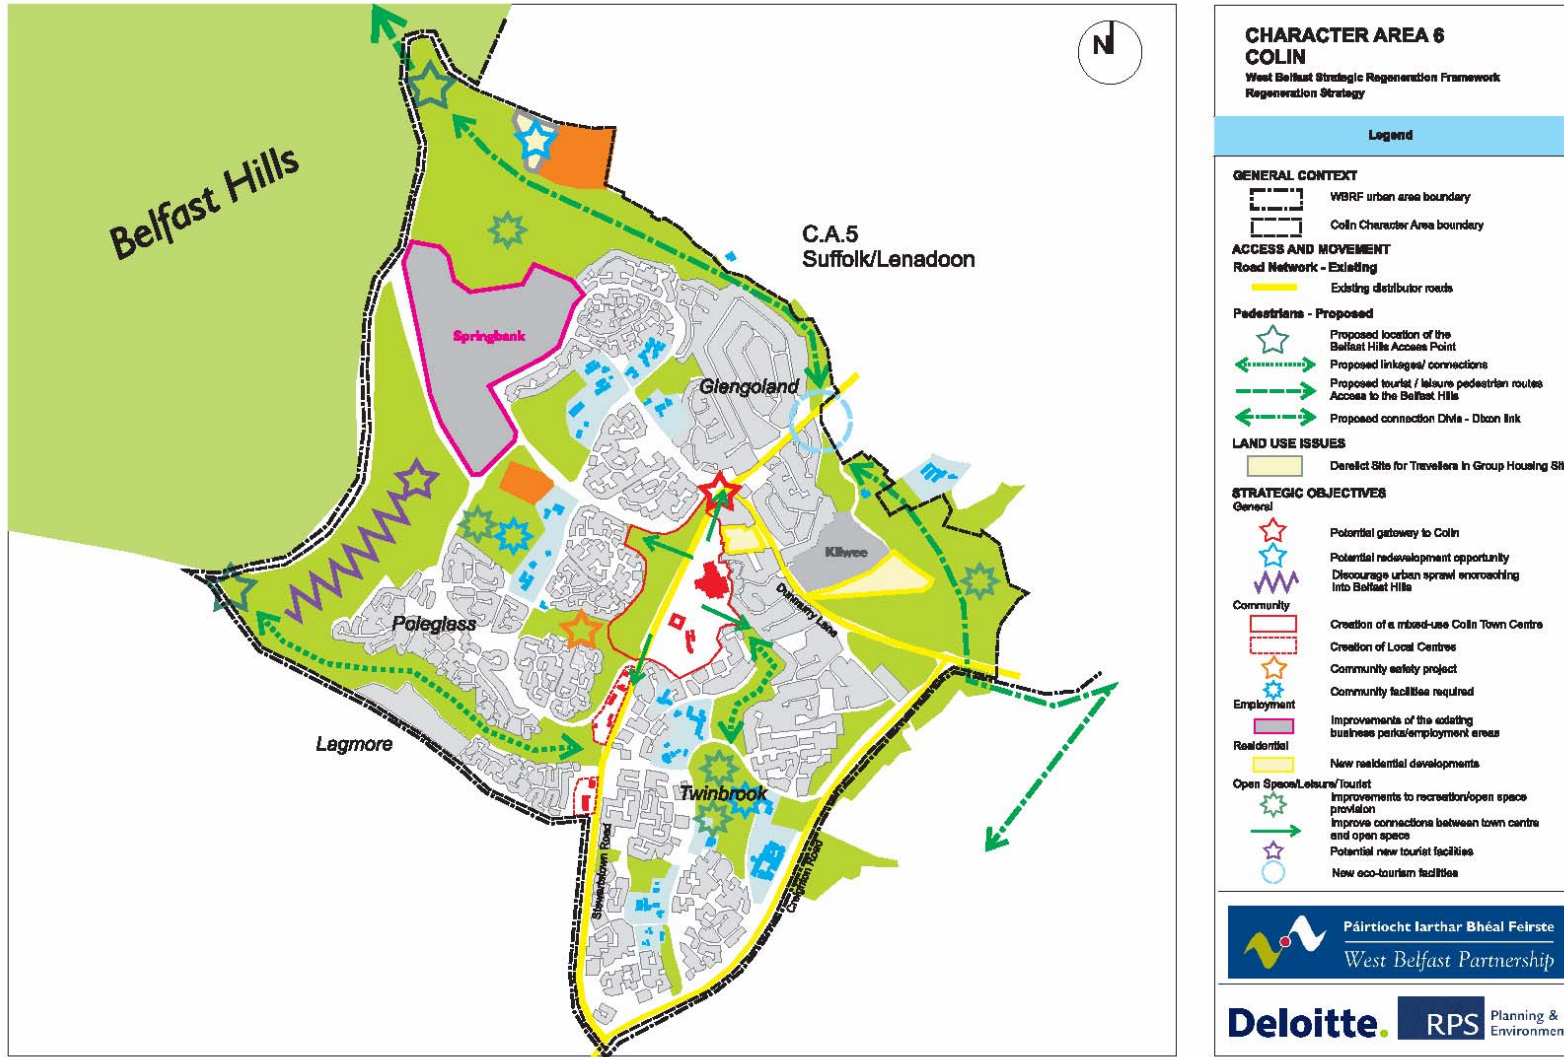 Belfast Hills
N
C.A.5
Suffolk/Lenadoon
Springbank
Glengoland
Kilwee
Dunmurry Lane
Poleglass
Lagmore
Twinbrook
Stewartstown Road
Creighton Road
CHARACTER AREA 6
COLIN
West Belfast Strategic Regeneration Framework
Regeneration Strategy
Legend
GENERAL CONTEXT
WBRF urban area boundary
Colin Character Area boundary
ACCESS AND MOVEMENT
Road Network - Existing
Existing distributor roads
Pedestrians - Proposed
Proposed location of the
Belfast Hills Access Point
Proposed linkages/ connections
Proposed tourist / leisure pedestrian routes
Access to the Belfast Hills
Proposed connection Divis - Dixon link
LAND USE ISSUES
Derelict Site for Travellers in Group Housing Sit
STRATEGIC OBJECTIVES
General
Potential gateway to Colin
Potential redevelopment opportunity
Discourage urban sprawl encroaching
into Belfast Hills
Community
Creation of a mixed-use Colin Town Centre
Creation of Local Centres
Community safety project
Community facilities required
Employment
Improvements of the existing
business parks/employment areas
Residential
New residential developments
Open Space/Leisure/Tourist
Improvements to recreation/open space
provision
Improve connections between town centre
and open space
Potential new tourist facilities
New eco-tourism facilities
Páirtíocht Iarthar Bhéal Feirste
West Belfast Partnership
Deloitte.
RPS
Planning &
Environmen